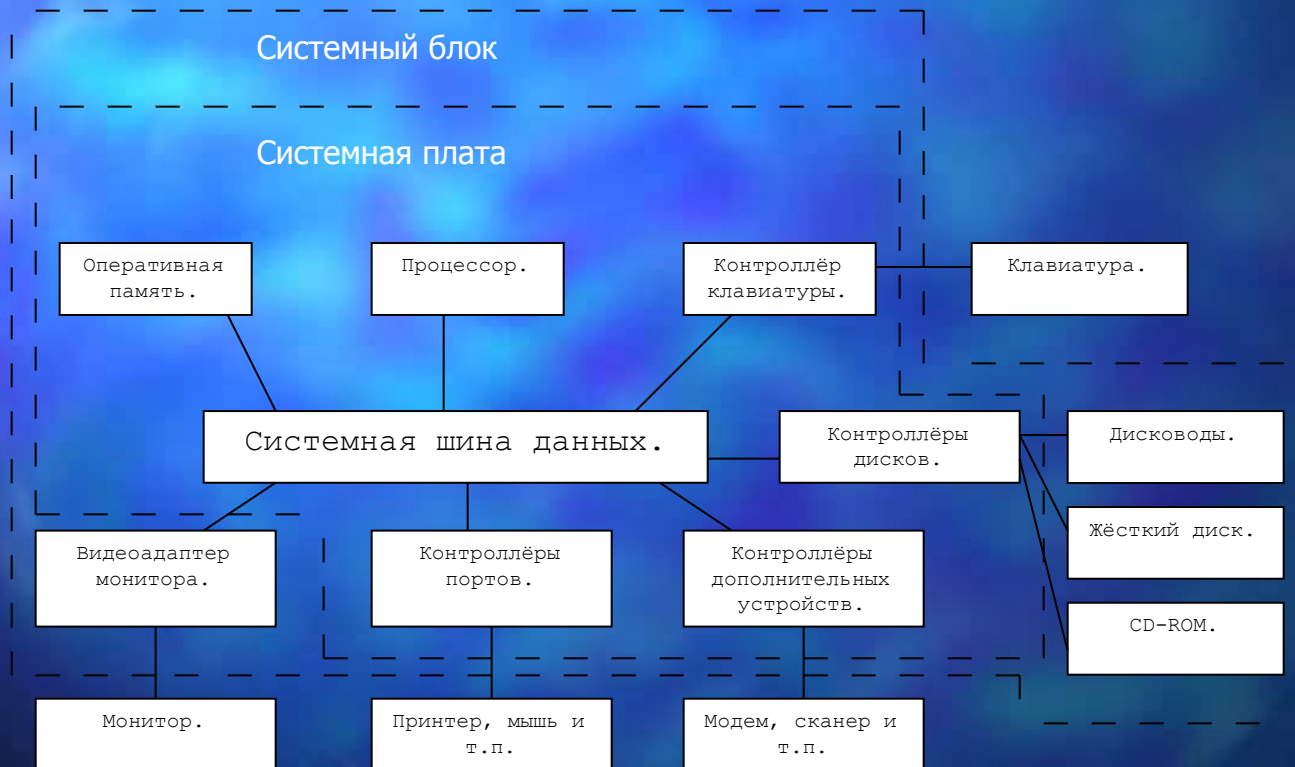 Системный блок
Системная плата
Оперативная
память.
Процессор.
Контроллёр
клавиатуры.
Клавиатура.
Системная шина данных.
Контроллёры
дисков.
Дисководы.
Жёсткий диск.
Видеоадаптер
монитора.
Контроллёры
портов.
Контроллёры
дополнительных
устройств.
CD-ROM.
Монитор.
Принтер, мышь и
т.п.
Модем, сканер и
т.п.